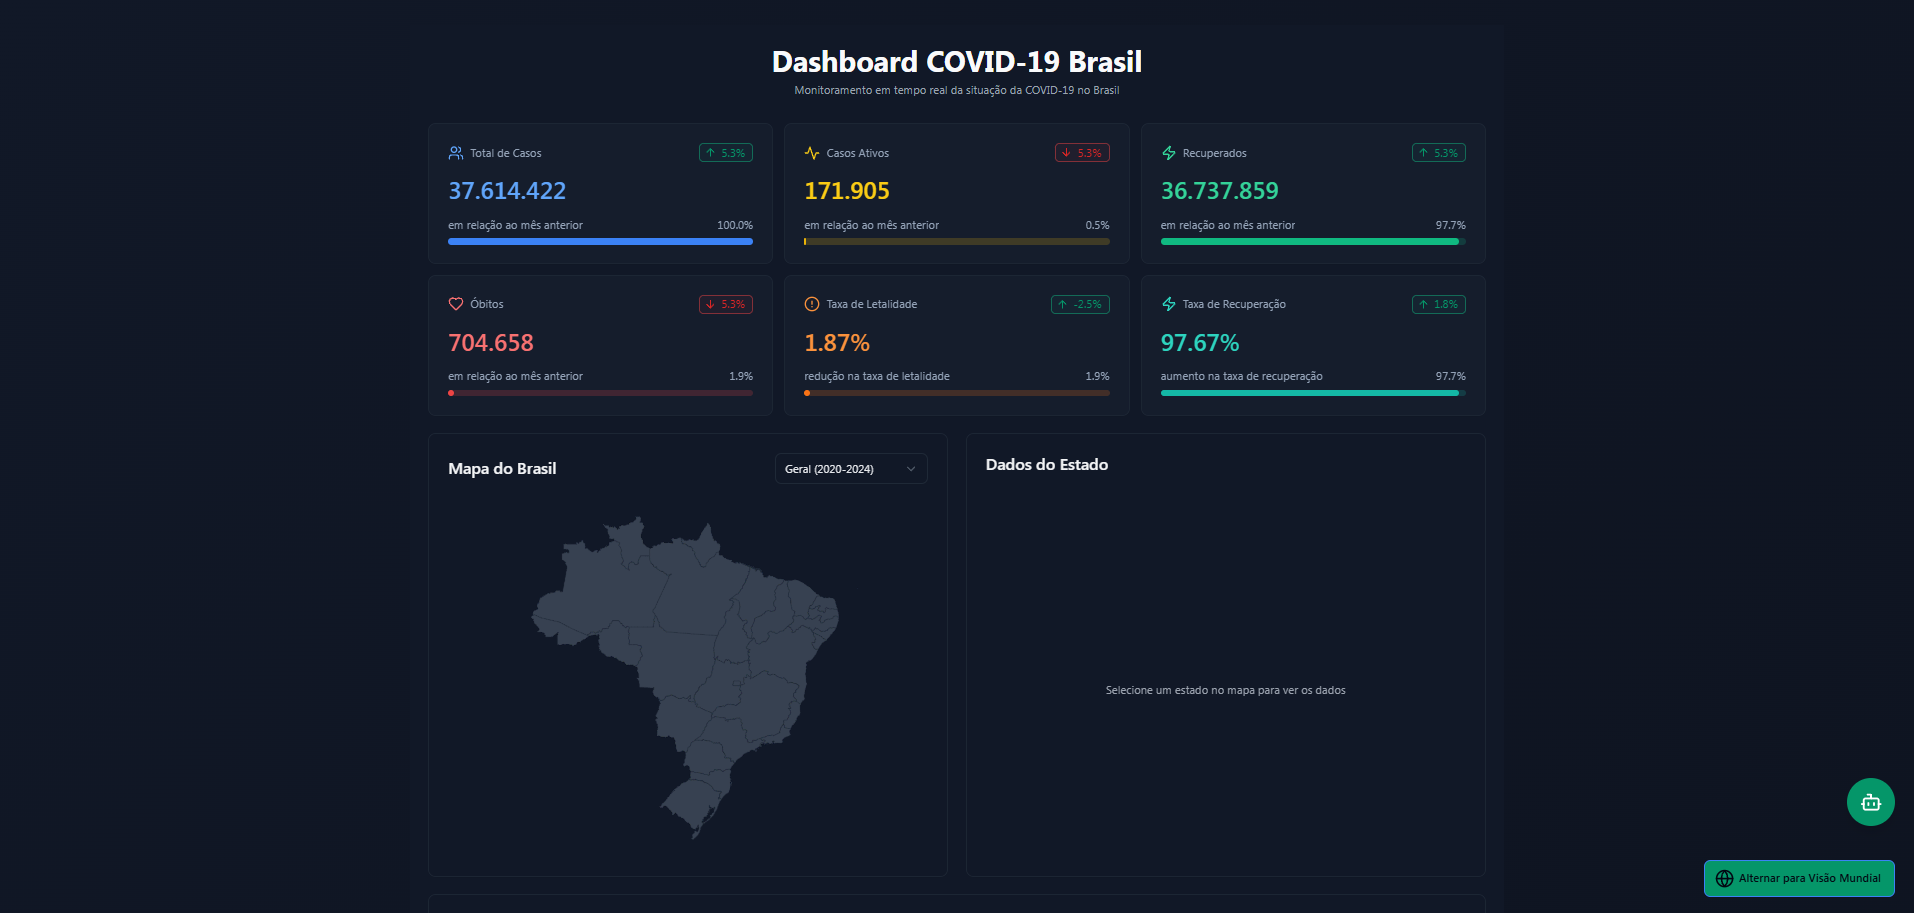 Dashboard COVID-19 Brasil
Monitoramento em tempo real da situação da COVID-19 no Brasil
Total de Casos
5.3%
37.614.422
em relação ao mês anterior
100.0%
Casos Ativos
5.3%
171.905
em relação ao mês anterior
0.5%
Recuperados
5.3%
36.737.859
em relação ao mês anterior
97.7%
Óbitos
5.3%
704.658
em relação ao mês anterior
1.9%
Taxa de Letalidade
-2.5%
1.87%
redução na taxa de letalidade
1.9%
Taxa de Recuperação
1.8%
97.67%
aumento na taxa de recuperação
97.7%
Mapa do Brasil
Geral (2020-2024)
Dados do Estado
Selecione um estado no mapa para ver os dados
Alternar para Visão Mundial